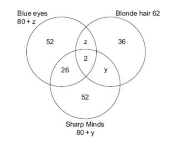 Blue eyes
80 + z
Blonde hair 62
52
z
36
2
26
y
52
Sharp Minds
80 + y